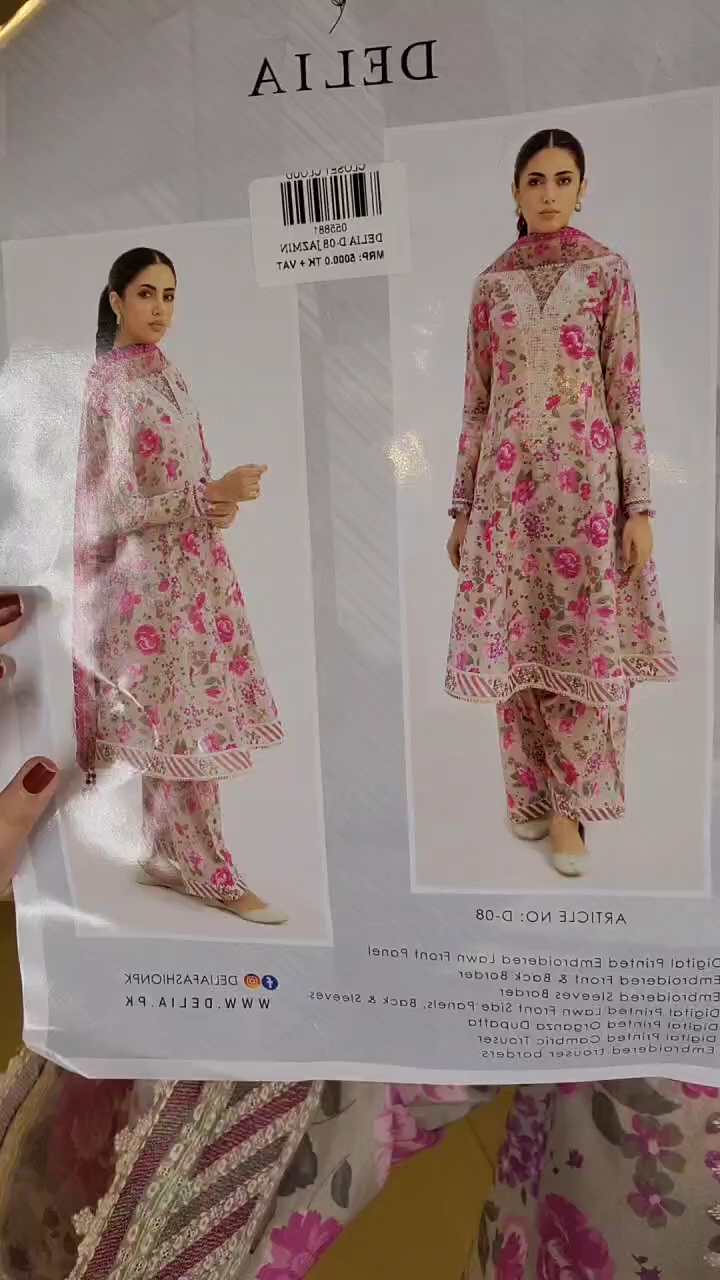 DELIA
CLOSET CLOUD
055881
DELIA D-08 JAZMIN
MRP: 5000.0 TK + VAT
ARTICLE NO: D-08
Digital Printed Embroidered Lawn Front Panel
Embroidered Front & Back Border
Embroidered Sleeves Border
Digital Printed Lawn Front Side Panels, Back & Sleeves
Digital Printed Organza Dupatta
Digital Printed Cambric Trouser
Embroidered trouser borders
DELIAFASHIONPK
WWW.DELIA.PK